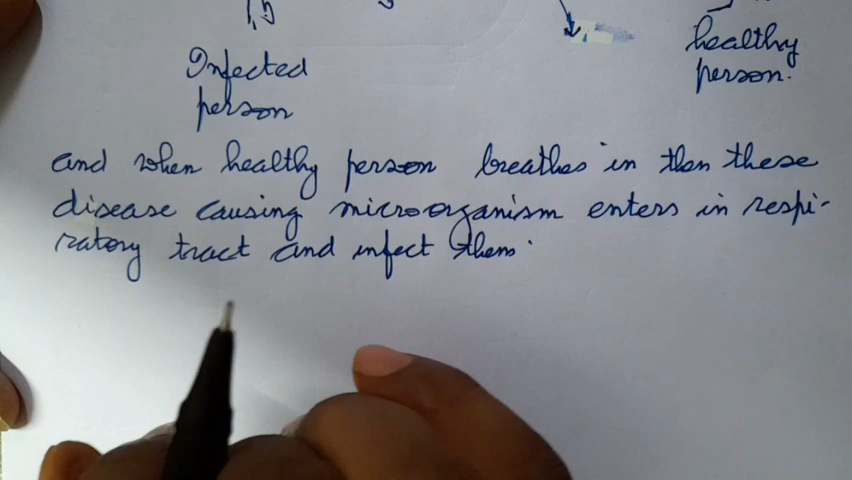 Infected
person
healthy
person.
and when healthy person breathes in then these
disease causing microorganism enters in respi-
ratory tract and infect them.